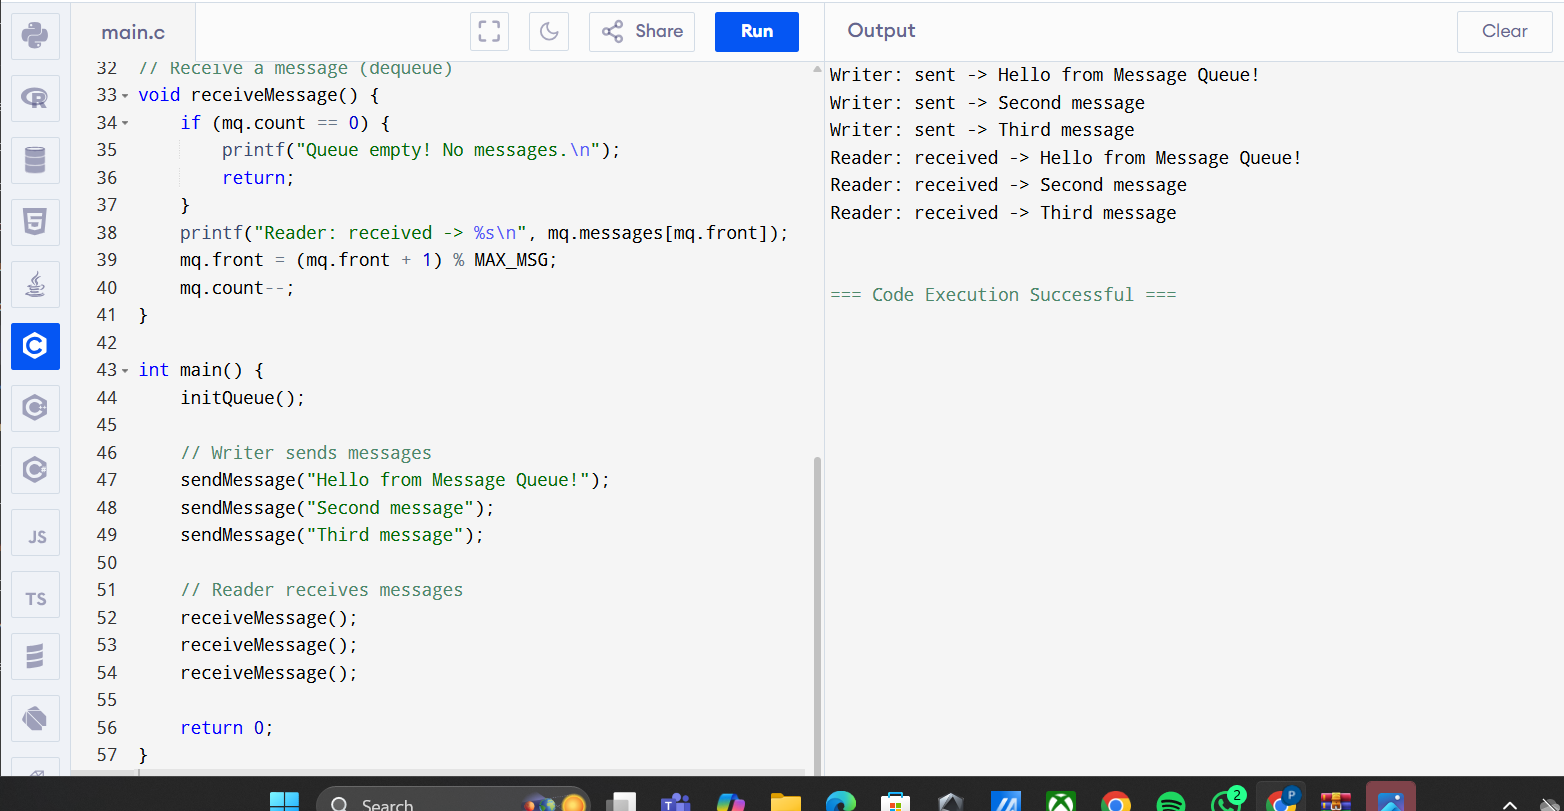 main.c
Share
Run
Output
Clear
32 // Receive a message (dequeue)
33 void receiveMessage() {
34     if (mq.count == 0) {
35         printf("Queue empty! No messages.\n");
36         return;
37     }
38     printf("Reader: received -> %s\n", mq.messages[mq.front]);
39     mq.front = (mq.front + 1) % MAX_MSG;
40     mq.count--;
41 }
42
43 int main() {
44     initQueue();
45
46     // Writer sends messages
47     sendMessage("Hello from Message Queue!");
48     sendMessage("Second message");
49     sendMessage("Third message");
50
51     // Reader receives messages
52     receiveMessage();
53     receiveMessage();
54     receiveMessage();
55
56     return 0;
57 }
Writer: sent -> Hello from Message Queue!
Writer: sent -> Second message
Writer: sent -> Third message
Reader: received -> Hello from Message Queue!
Reader: received -> Second message
Reader: received -> Third message
=== Code Execution Successful ===
R
5
C
C
C#
JS
TS
Search
T
2
P